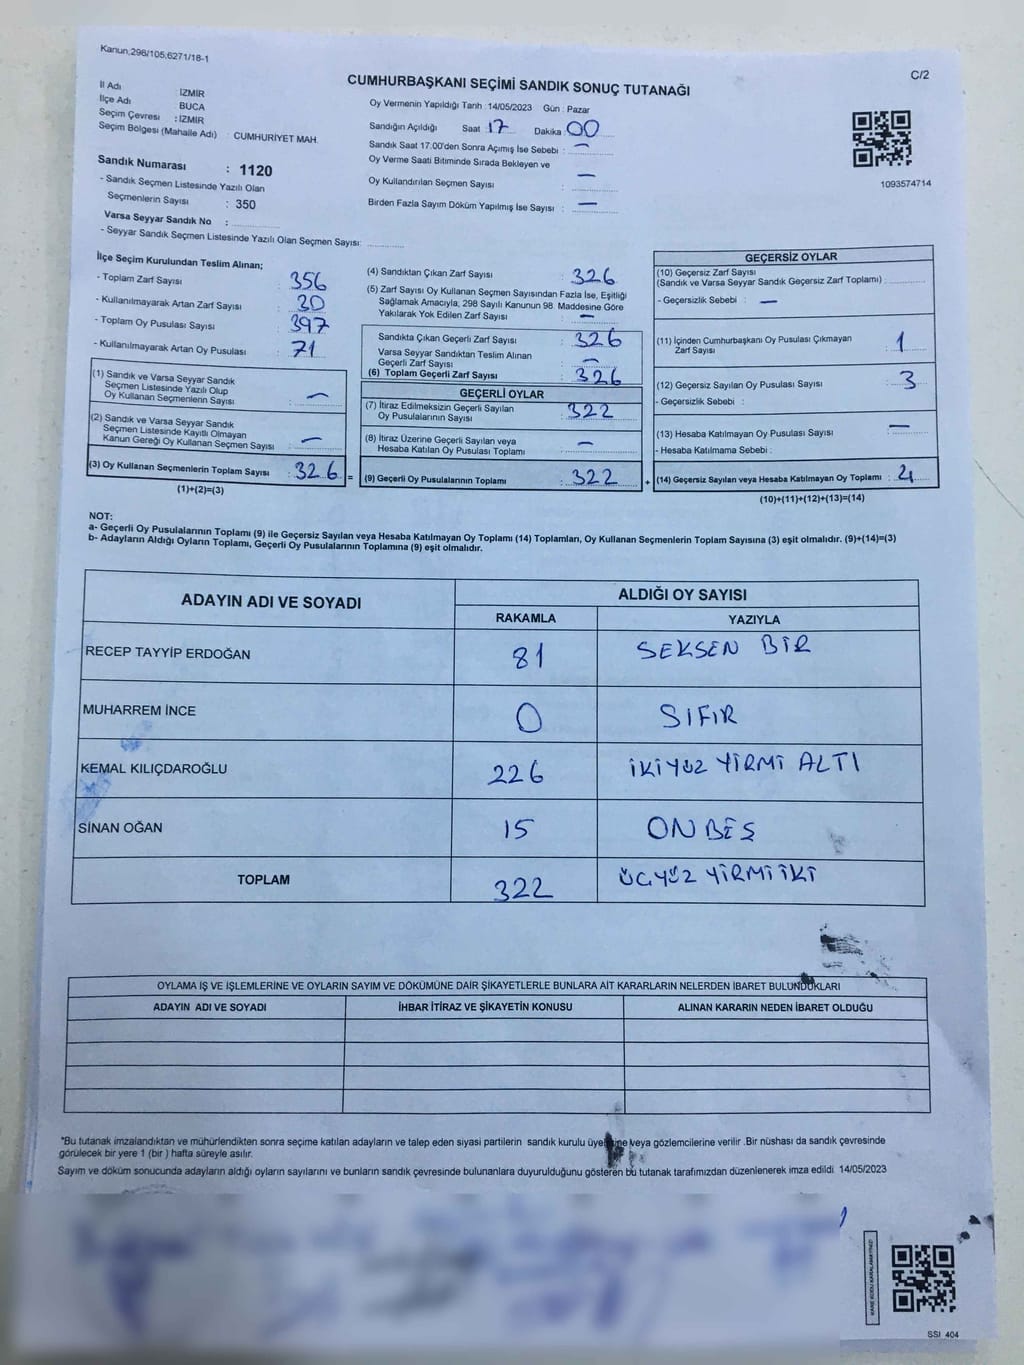 Kanun,298/105,6271/18-1
C/2
CUMHURBAŞKANI SEÇİMİ SANDIK SONUÇ TUTANAĞI
İl Adı : İZMİR
İlçe Adı BUCA
Seçim Çevresi : İZMİR
Seçim Bölgesi (Mahalle Adı) : CUMHURİYET MAH.
Sandık Numarası : 1120
- Sandık Seçmen Listesinde Yazılı Olan
Seçmenlerin Sayısı : 350
Varsa Seyyar Sandık No :
- Seyyar Sandık Seçmen Listesinde Yazılı Olan Seçmen Sayısı:
Oy Vermenin Yapıldığı Tarih : 14/05/2023 Gün : Pazar
Sandığın Açıldığı Saat : 17 Dakika : 00
Sandık Saat 17:00'den Sonra Açımış İse Sebebi : —
Oy Verme Saati Bitiminde Sırada Bekleyen ve
Oy Kullandırılan Seçmen Sayısı : —
Birden Fazla Sayım Döküm Yapılmış İse Sayısı : —
1093574714
İlçe Seçim Kurulundan Teslim Alınan;
- Toplam Zarf Sayısı : 356
- Kullanılmayarak Artan Zarf Sayısı : 30
- Toplam Oy Pusulası Sayısı : 397
- Kullanılmayarak Artan Oy Pusulası : 71
(1) Sandık ve Varsa Seyyar Sandık
Seçmen Listesinde Yazılı Olup
Oy Kullanan Seçmenlerin Sayısı : —
(2) Sandık ve Varsa Seyyar Sandık
Seçmen Listesinde Kayıtlı Olmayan
Kanun Gereği Oy Kullanan Seçmen Sayısı : —
(3) Oy Kullanan Seçmenlerin Toplam Sayısı : 326 =
(1)+(2)=(3)
(4) Sandıktan Çıkan Zarf Sayısı : 326
(5) Zarf Sayısı Oy Kullanan Seçmen Sayısından Fazla İse, Eşitliği
Sağlamak Amacıyla, 298 Sayılı Kanunun 98. Maddesine Göre
Yakılarak Yok Edilen Zarf Sayısı : —
Sandıkta Çıkan Geçerli Zarf Sayısı : 326
Varsa Seyyar Sandıktan Teslim Alınan
Geçerli Zarf Sayısı : —
(6) Toplam Geçerli Zarf Sayısı : 326
GEÇERLİ OYLAR
(7) İtiraz Edilmeksizin Geçerli Sayılan
Oy Pusulalarının Sayısı : 322
(8) İtiraz Üzerine Geçerli Sayılan veya
Hesaba Katılan Oy Pusulası Toplamı : —
(9) Geçerli Oy Pusulalarının Toplamı : 322 +
GEÇERSİZ OYLAR
(10) Geçersiz Zarf Sayısı
(Sandık ve Varsa Seyyar Sandık Geçersiz Zarf Toplamı) :
- Geçersizlik Sebebi : —
(11) İçinden Cumhurbaşkanı Oy Pusulası Çıkmayan
Zarf Sayısı : 1
(12) Geçersiz Sayılan Oy Pusulası Sayısı : 3
- Geçersizlik Sebebi :
(13) Hesaba Katılmayan Oy Pusulası Sayısı : —
- Hesaba Katılmama Sebebi :
(14) Geçersiz Sayılan veya Hesaba Katılmayan Oy Toplamı : 4
(10)+(11)+(12)+(13)=(14)
NOT:
a- Geçerli Oy Pusulalarının Toplamı (9) ile Geçersiz Sayılan veya Hesaba Katılmayan Oy Toplamı (14) Toplamları, Oy Kullanan Seçmenlerin Toplam Sayısına (3) eşit olmalıdır. (9)+(14)=(3)
b- Adayların Aldığı Oyların Toplamı, Geçerli Oy Pusulalarının Toplamına (9) eşit olmalıdır.
ADAYIN ADI VE SOYADI ALDIĞI OY SAYISI
RAKAMLA YAZIYLA
RECEP TAYYİP ERDOĞAN 81 SEKSEN BİR
MUHARREM İNCE 0 SIFIR
KEMAL KILIÇDAROĞLU 226 İKİYÜZ YİRMİ ALTI
SİNAN OĞAN 15 ONBEŞ
TOPLAM 322 ÜÇYÜZ YİRMİİKİ
OYLAMA İŞ VE İŞLEMLERİNE VE OYLARIN SAYIM VE DÖKÜMÜNE DAİR ŞİKAYETLERLE BUNLARA AİT KARARLARIN NELERDEN İBARET BULUNDUKLARI
ADAYIN ADI VE SOYADI İHBAR İTİRAZ VE ŞİKAYETİN KONUSU ALINAN KARARIN NEDEN İBARET OLDUĞU
*Bu tutanak imzalandıktan ve mühürlendikten sonra seçime katılan adayların ve talep eden siyasi partilerin sandık kurulu üyelerine veya gözlemcilerine verilir .Bir nüshası da sandık çevresinde
görülecek bir yere 1 (bir ) hafta süreyle asılır.
Sayım ve döküm sonucunda adayların aldığı oyların sayılarını ve bunların sandık çevresinde bulunanlara duyurulduğunu gösteren bu tutanak tarafımızdan düzenlenerek imza edildi 14/05/2023
KARE KODU KARALAMAYINIZ!
SSI 404